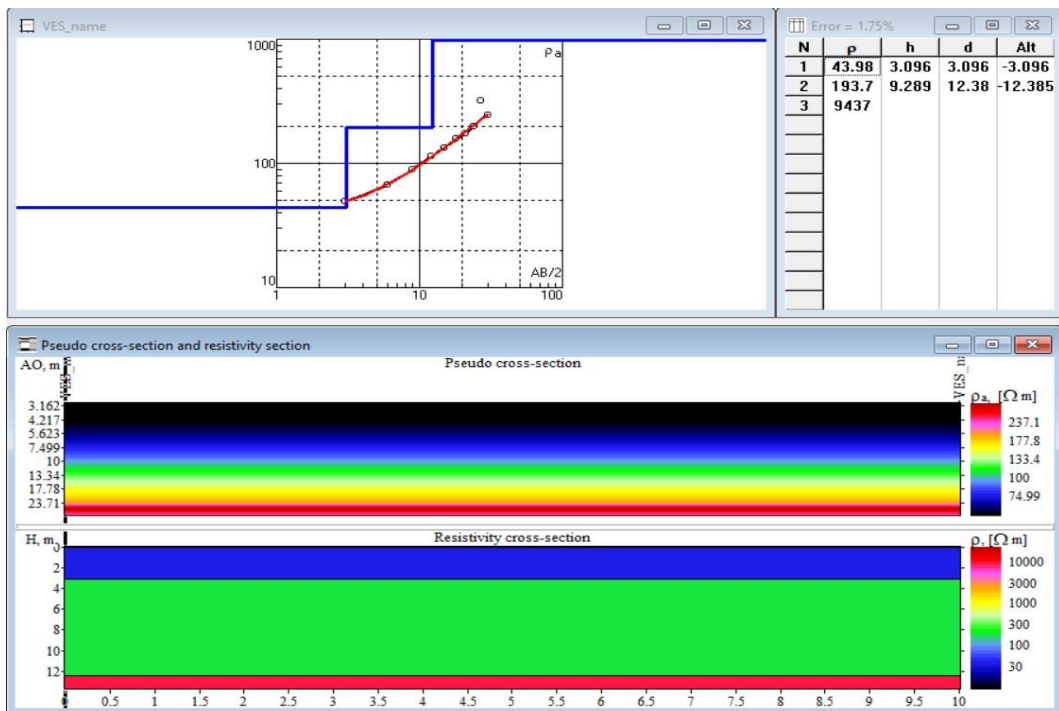 VES_name
1000
ρa
100
10
AB/2
1 10 100
Error = 1.75%
N ρ h d Alt
1 43.98 3.096 3.096 -3.096
2 193.7 9.289 12.38 -12.385
3 9437
Pseudo cross-section and resistivity section
AO, m
Pseudo cross-section
3.162
4.217
5.623
7.499
10
13.34
17.78
23.71
ρa, [Ωm]
237.1
177.8
133.4
100
74.99
H, m
Resistivity cross-section
0
2
4
6
8
10
12
0.5 1 1.5 2 2.5 3 3.5 4 4.5 5 5.5 6 6.5 7 7.5 8 8.5 9 9.5 10
ρ, [Ωm]
10000
3000
1000
300
100
30